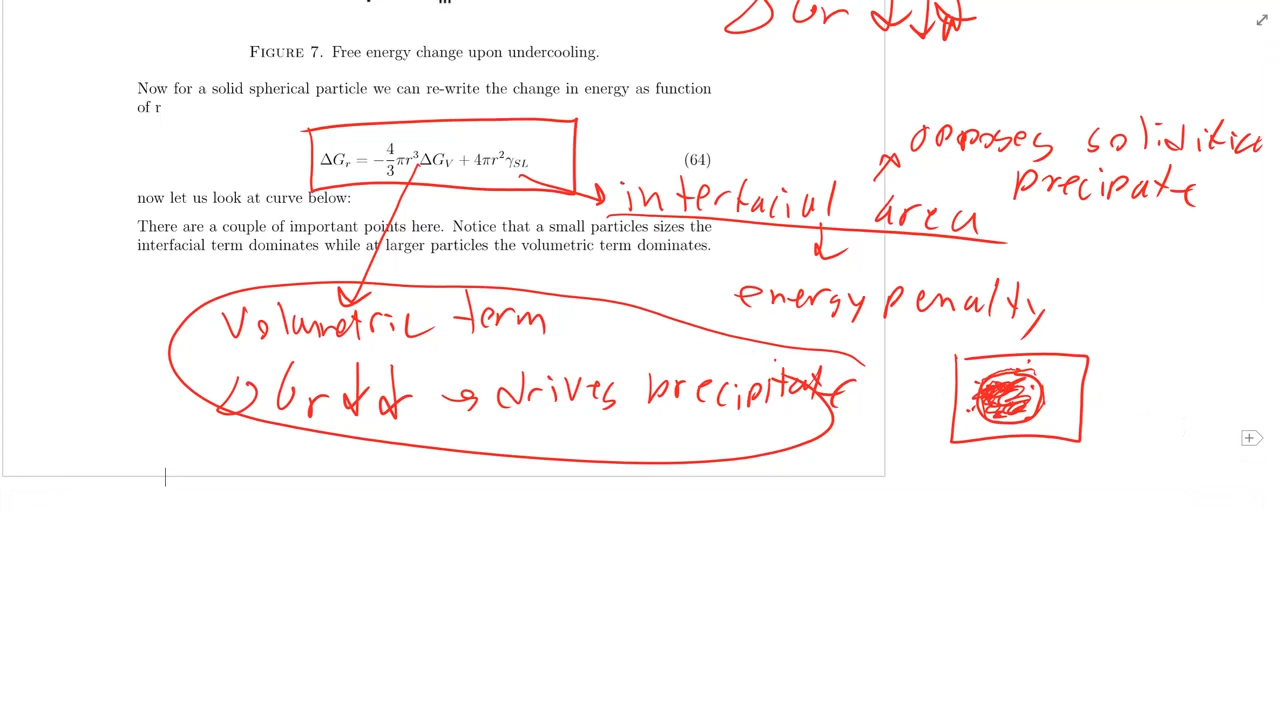 FIGURE 7. Free energy change upon undercooling.
Now for a solid spherical particle we can re-write the change in energy as function
of r
ΔG_r = −4/3 πr³ΔG_V + 4πr²γ_SL (64)
opposes
precipate
now let us look at curve below:
interfacial area
There are a couple of important points here. Notice that a small particles sizes the
interfacial term dominates while at larger particles the volumetric term dominates.
energy penalty
volumetric term
ΔGr ↓↓ → drives precipitate